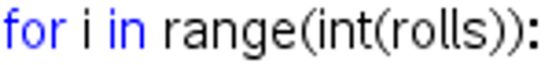 for i in range(int(rolls)):